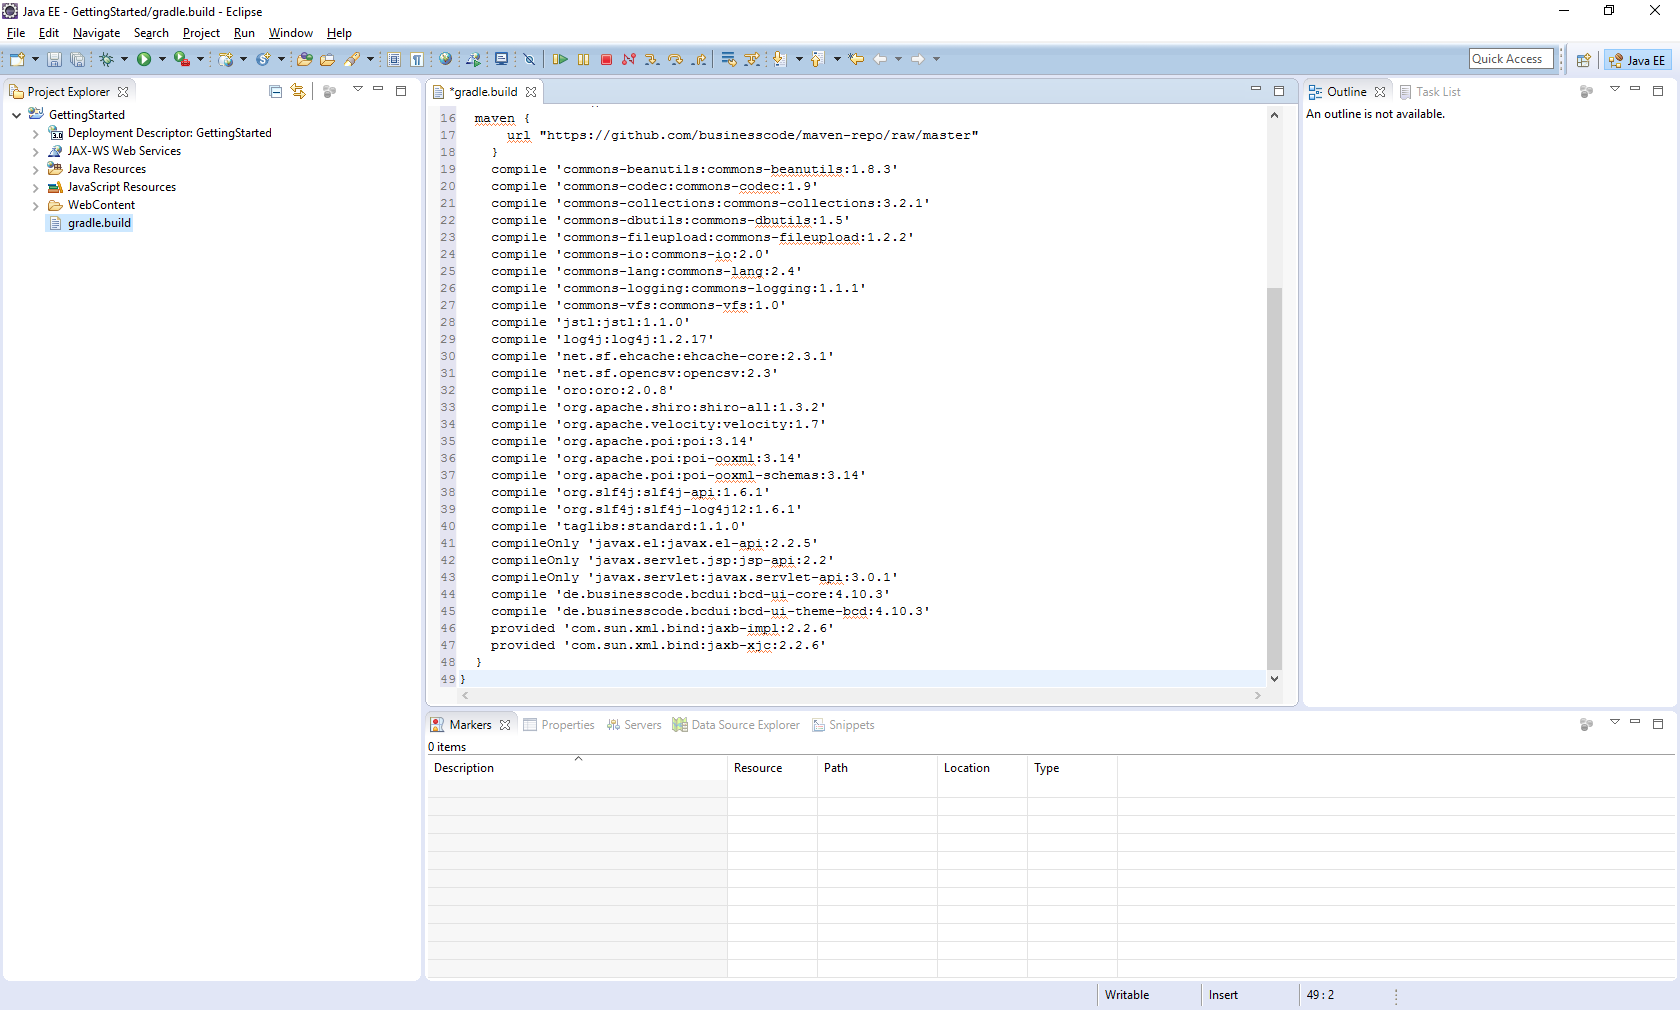 Java EE - GettingStarted/gradle.build - Eclipse
File Edit Navigate Search Project Run Window Help
Quick Access
Java EE
Project Explorer
GettingStarted
Deployment Descriptor: GettingStarted
JAX-WS Web Services
Java Resources
JavaScript Resources
WebContent
gradle.build
*gradle.build
16 maven {
17 url "https://github.com/businesscode/maven-repo/raw/master"
18 }
19 compile 'commons-beanutils:commons-beanutils:1.8.3'
20 compile 'commons-codec:commons-codec:1.9'
21 compile 'commons-collections:commons-collections:3.2.1'
22 compile 'commons-dbutils:commons-dbutils:1.5'
23 compile 'commons-fileupload:commons-fileupload:1.2.2'
24 compile 'commons-io:commons-io:2.0'
25 compile 'commons-lang:commons-lang:2.4'
26 compile 'commons-logging:commons-logging:1.1.1'
27 compile 'commons-vfs:commons-vfs:1.0'
28 compile 'jstl:jstl:1.1.0'
29 compile 'log4j:log4j:1.2.17'
30 compile 'net.sf.ehcache:ehcache-core:2.3.1'
31 compile 'net.sf.opencsv:opencsv:2.3'
32 compile 'oro:oro:2.0.8'
33 compile 'org.apache.shiro:shiro-all:1.3.2'
34 compile 'org.apache.velocity:velocity:1.7'
35 compile 'org.apache.poi:poi:3.14'
36 compile 'org.apache.poi:poi-ooxml:3.14'
37 compile 'org.apache.poi:poi-ooxml-schemas:3.14'
38 compile 'org.slf4j:slf4j-api:1.6.1'
39 compile 'org.slf4j:slf4j-log4j12:1.6.1'
40 compile 'taglibs:standard:1.1.0'
41 compileOnly 'javax.el:javax.el-api:2.2.5'
42 compileOnly 'javax.servlet.jsp:jsp-api:2.2'
43 compileOnly 'javax.servlet:javax.servlet-api:3.0.1'
44 compile 'de.businesscode.bcdui:bcd-ui-core:4.10.3'
45 compile 'de.businesscode.bcdui:bcd-ui-theme-bcd:4.10.3'
46 provided 'com.sun.xml.bind:jaxb-impl:2.2.6'
47 provided 'com.sun.xml.bind:jaxb-xjc:2.2.6'
48 }
49 }
Outline Task List
An outline is not available.
Markers Properties Servers Data Source Explorer Snippets
0 items
Description Resource Path Location Type
Writable Insert 49 : 2